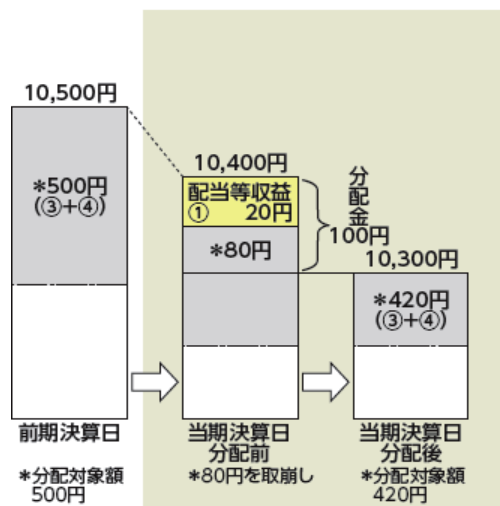 10,500円
*500円
(③+④)
前期決算日
*分配対象額
500円
10,400円
配当等収益
① 20円
*80円
分配金
100円
当期決算日
分配前
*80円を取崩し
10,300円
*420円
(③+④)
当期決算日
分配後
*分配対象額
420円